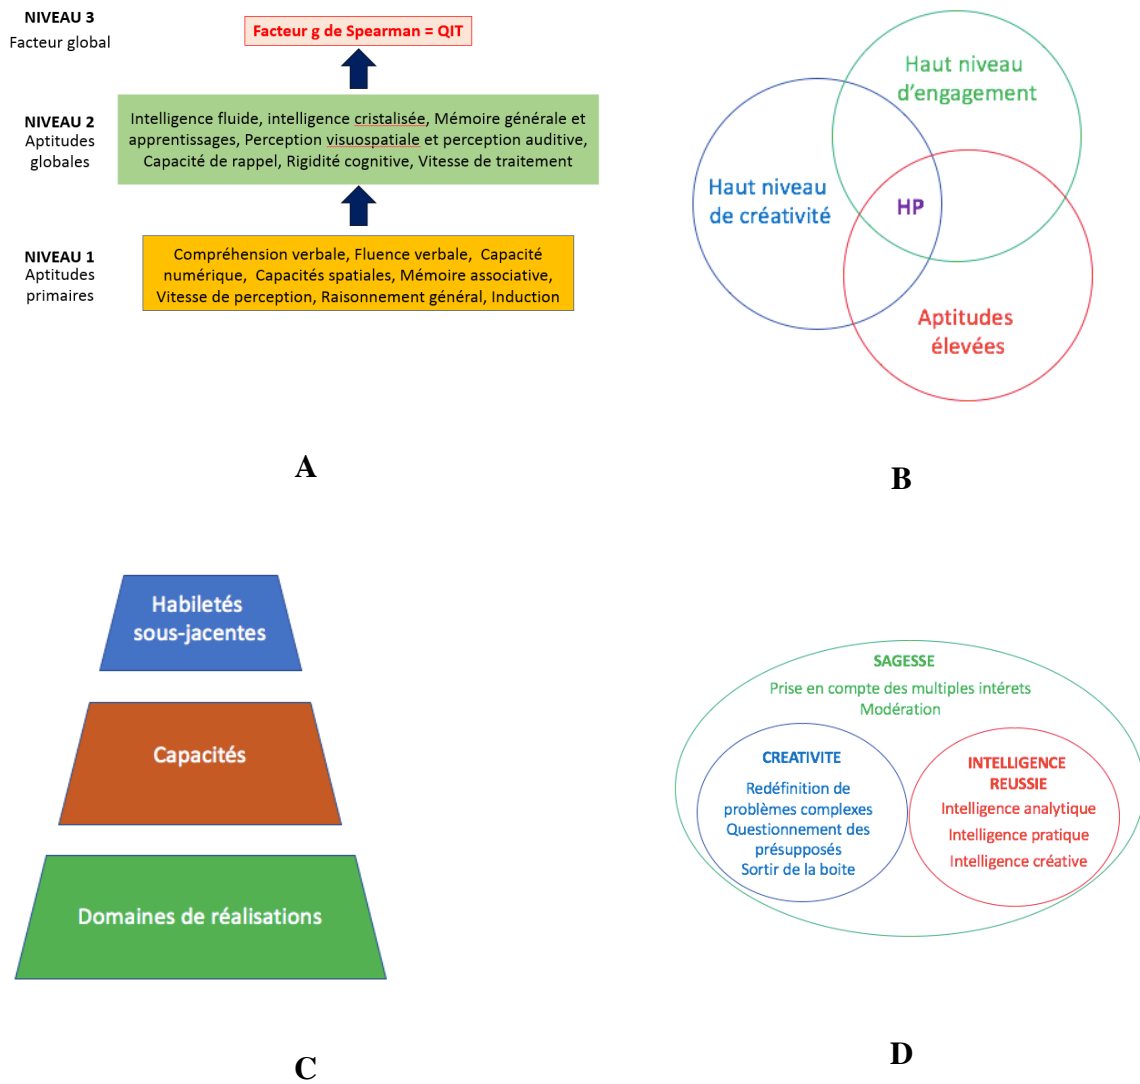 NIVEAU 3
Facteur global
Facteur g de Spearman = QIT
NIVEAU 2
Aptitudes
globales
Intelligence fluide, intelligence cristalisée, Mémoire générale et
apprentissages, Perception visuospatiale et perception auditive,
Capacité de rappel, Rigidité cognitive, Vitesse de traitement
NIVEAU 1
Aptitudes
primaires
Compréhension verbale, Fluence verbale, Capacité
numérique, Capacités spatiales, Mémoire associative,
Vitesse de perception, Raisonnement général, Induction
A
Haut niveau
d'engagement
Haut niveau
de créativité
HP
Aptitudes
élevées
B
Habiletés
sous-jacentes
Capacités
Domaines de réalisations
C
SAGESSE
Prise en compte des multiples intérets
Modération
CREATIVITE
Redéfinition de
problèmes complexes
Questionnement des
présupposés
Sortir de la boite
INTELLIGENCE
REUSSIE
Intelligence analytique
Intelligence pratique
Intelligence créative
D